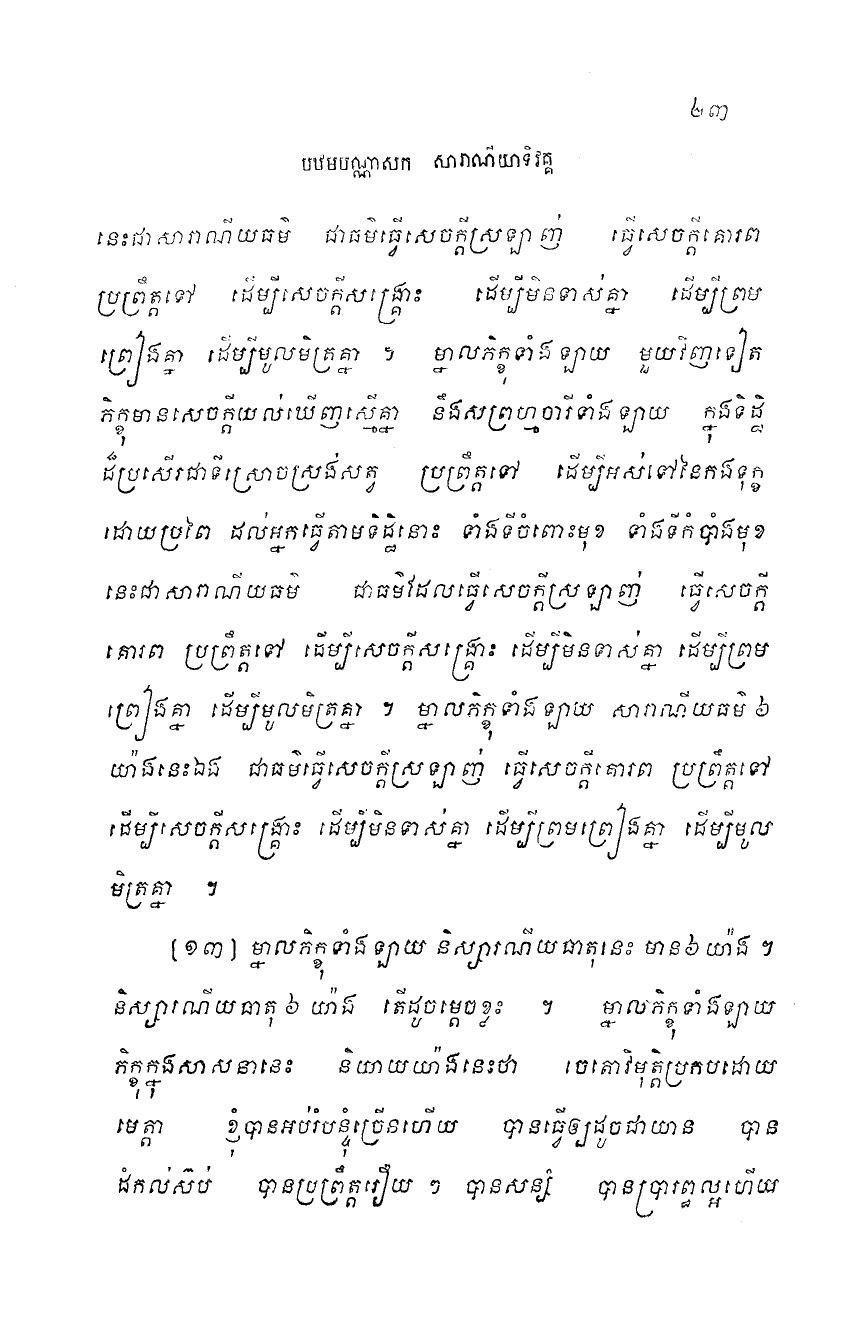 ៤៣
បឋមបណ្ណាសក សារាណីយាទិវគ្គ
នេះជាសារាណីយធម៌ ជាធម៌ធ្វើសេចក្តីស្រឡាញ់ ធ្វើសេចក្តីគោរព
ប្រព្រឹត្តទៅ ដើម្បីសេចក្តីសង្គ្រោះ ដើម្បីមិនទាស់គ្នា ដើម្បីព្រម
ព្រៀងគ្នា ដើម្បីមូលមិត្រគ្នា ។ ម្នាលភិក្ខុទាំងឡាយ មួយវិញទៀត
ភិក្ខុមានសេចក្តីយល់ឃើញស្មើគ្នា នឹងសព្រហ្មចារីទាំងឡាយ ក្នុងទិដ្ឋិ
ដ៏ប្រសើរជាទីស្រោចស្រង់សត្វ ប្រព្រឹត្តទៅ ដើម្បីអស់ទៅនៃកងទុក្ខ
ដោយប្រពៃ ដល់អ្នកធ្វើតាមទិដ្ឋិនោះ ទាំងទីចំពោះមុខ ទាំងទីកំបាំងមុខ
នេះជាសារាណីយធម៌ ជាធម៌ដែលធ្វើសេចក្តីស្រឡាញ់ ធ្វើសេចក្តី
គោរព ប្រព្រឹត្តទៅ ដើម្បីសេចក្តីសង្គ្រោះ ដើម្បីមិនទាស់គ្នា ដើម្បីព្រម
ព្រៀងគ្នា ដើម្បីមូលមិត្រគ្នា ។ ម្នាលភិក្ខុទាំងឡាយ សារាណីយធម៌ ៦
យ៉ាងនេះឯង ជាធម៌ធ្វើសេចក្តីស្រឡាញ់ ធ្វើសេចក្តីគោរព ប្រព្រឹត្តទៅ
ដើម្បីសេចក្តីសង្គ្រោះ ដើម្បីមិនទាស់គ្នា ដើម្បីព្រមព្រៀងគ្នា ដើម្បីមូល
មិត្រគ្នា ។
[១៣] ម្នាលភិក្ខុទាំងឡាយ និស្សារណីយធាតុនេះ មាន៦យ៉ាង ។
និស្សារណីយធាតុ ៦ យ៉ាង តើដូចម្តេចខ្លះ ។ ម្នាលភិក្ខុទាំងឡាយ
ភិក្ខុក្នុងសាសនានេះ និយាយយ៉ាងនេះថា ចេតោវិមុត្តិប្រកបដោយ
មេត្តា ខ្ញុំបានអប់រំបន្ទុំច្រើនហើយ បានធ្វើឲ្យដូចជាយាន បាន
ដំកល់ស៊ប់ បានប្រព្រឹត្តរឿយ ៗ បានសន្សំ បានប្រារព្ធល្អហើយ